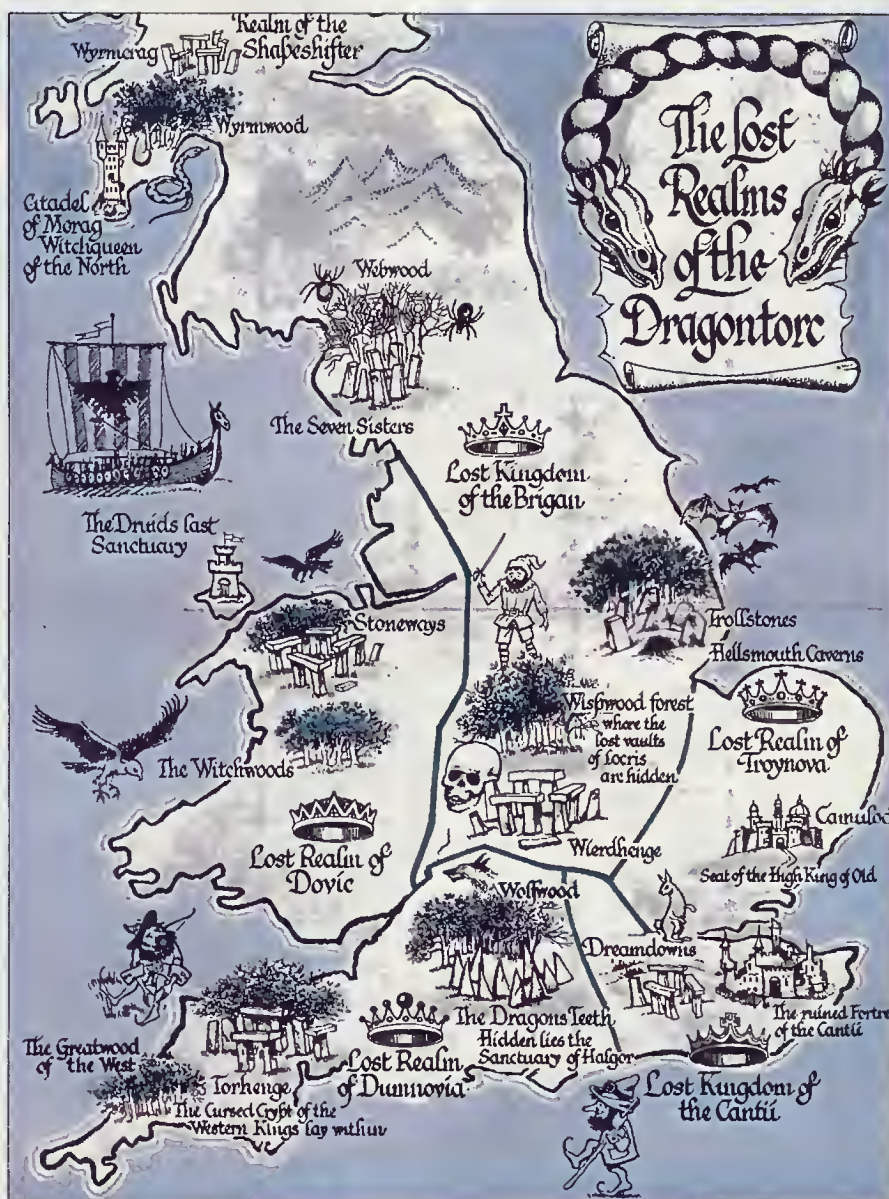 The Lost
Realms
of the
Dragontorc
Realm of the
Shapeshifter
Wyrmcrag
Wyrmwood
Citadel
of Morag
Witchqueen
of the North
Webwood
The Seven Sisters
Lost Kingdom
of the Brigan
The Druids last
Sanctuary
Stoneways
Trollstones
Hellsmouth Caverns
Wispwood forest
where the
lost vaults
of Locris
are hidden
Lost Realm of
Troynova
The Witchwoods
Camulod
Wierdhenge
Lost Realm of
Dovic
Seat of the High King of Old
Wolfwood
Dreamdowns
The Dragons Teeth
Hidden lies the
Sanctuary of Halgor
The ruined Fortre
of the Cantii
The Greatwood
of the West
Lost Realm
of Dumnovia
Torhenge
The Cursed Crypt of the
Western Kings lay within
Lost Kingdom of
the Cantii